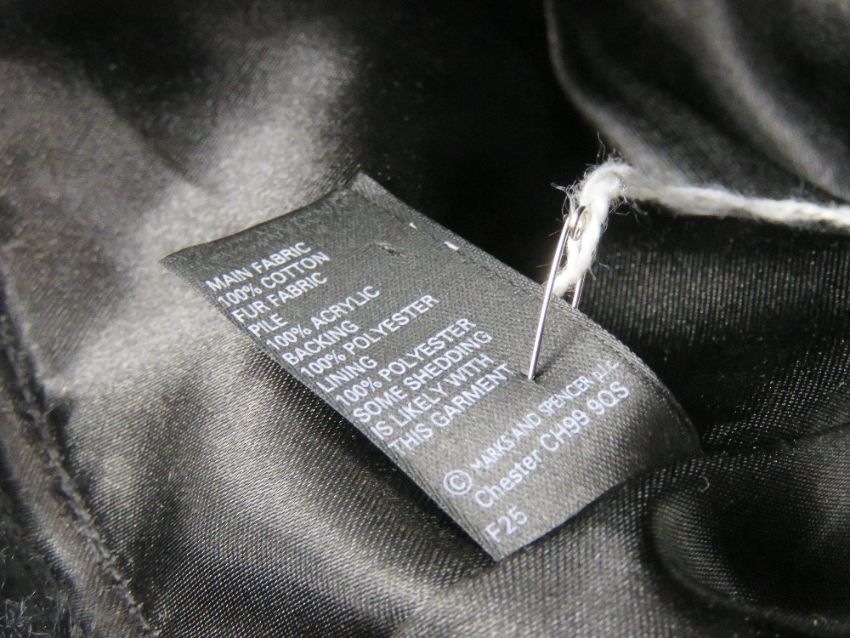 MAIN FABRIC
100% COTTON
FUR FABRIC
PILE
100% ACRYLIC
BACKING
100% POLYESTER
LINING
100% POLYESTER
SOME SHEDDING
IS LIKELY WITH
THIS GARMENT
© MARKS AND SPENCER P.L.C.
Chester CH99 9QS
F25